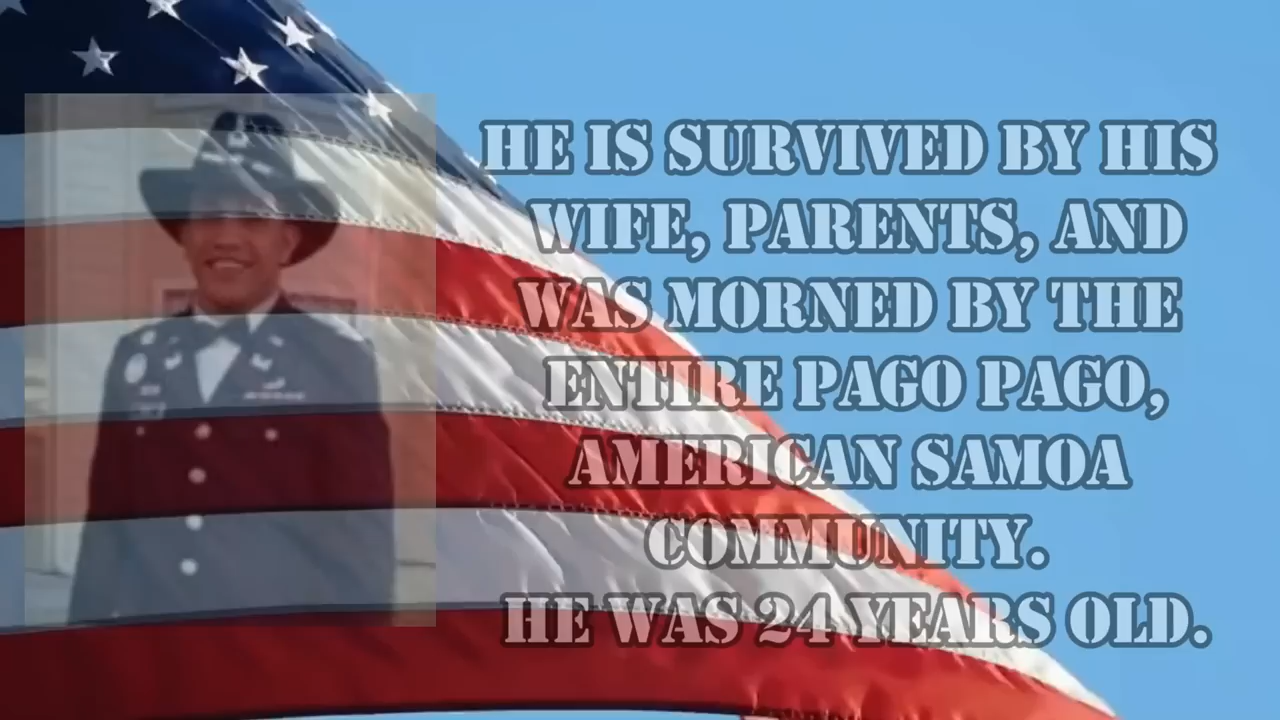 HE IS SURVIVED BY HIS
WIFE, PARENTS, AND
WAS MORNED BY THE
ENTIRE PAGO PAGO,
AMERICAN SAMOA
COMMUNITY.
HE WAS 24 YEARS OLD.